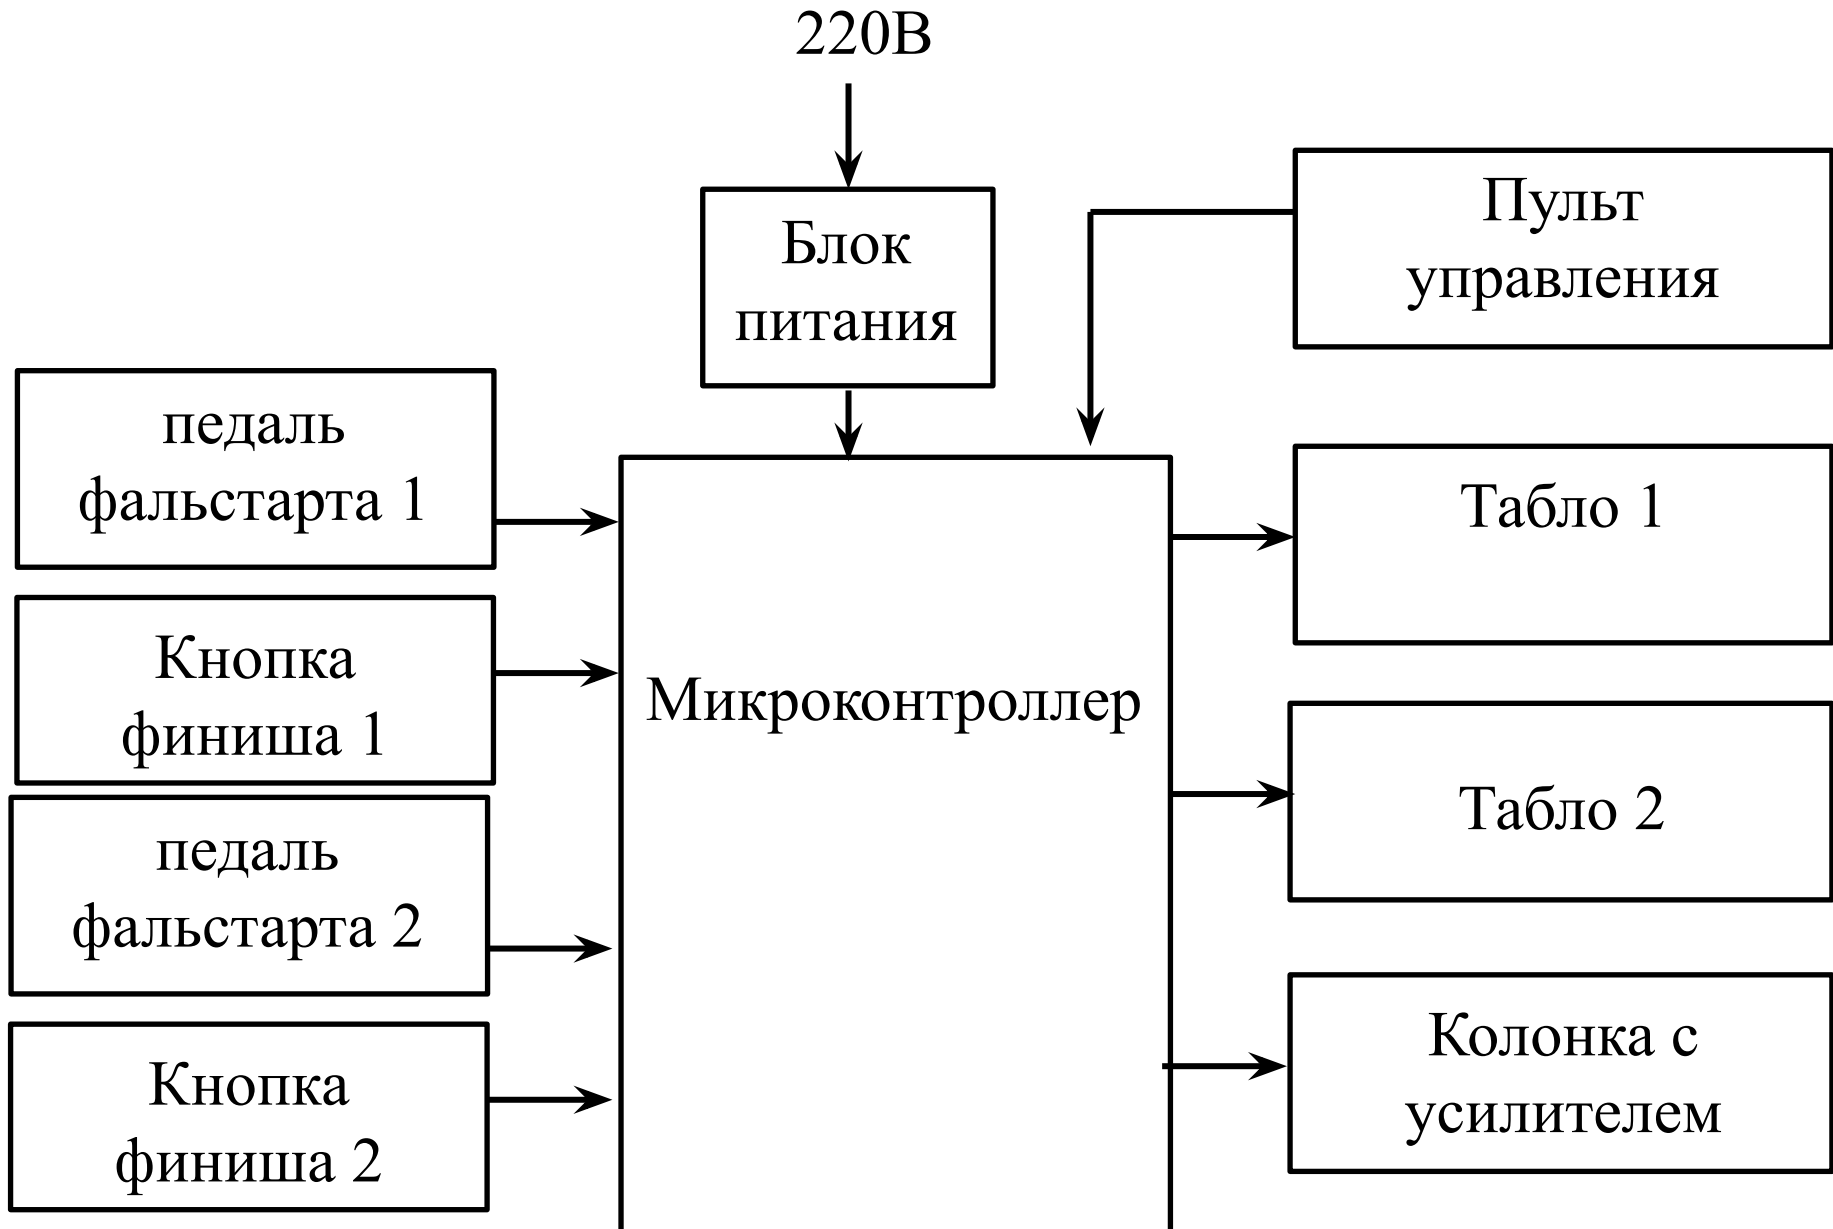 220В
Блок
питания
Пульт
управления
педаль
фальстарта 1
Кнопка
финиша 1
педаль
фальстарта 2
Кнопка
финиша 2
Микроконтроллер
Табло 1
Табло 2
Колонка с
усилителем